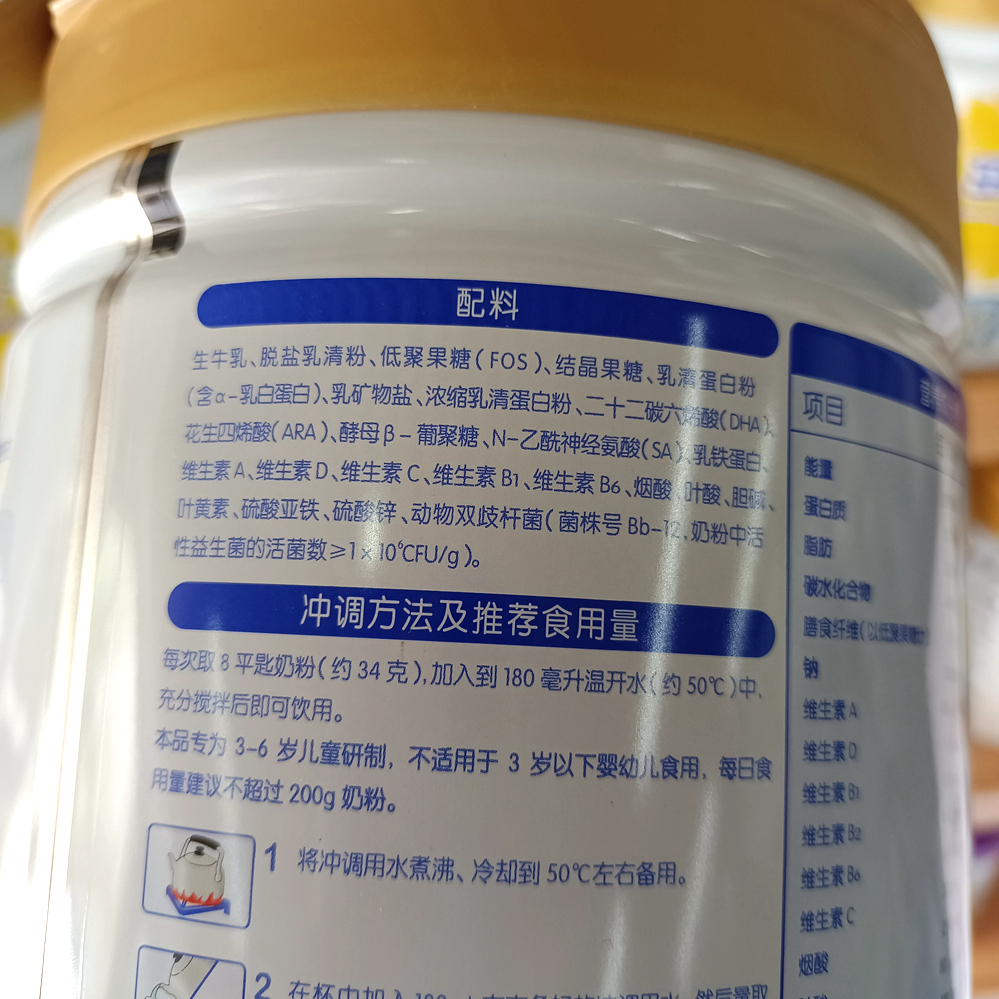 配料
生牛乳、脱盐乳清粉、低聚果糖(FOS)、结晶果糖、乳清蛋白粉
(含α-乳白蛋白)、乳矿物盐、浓缩乳清蛋白粉、二十二碳六烯酸(DHA)、
花生四烯酸(ARA)、酵母β-葡聚糖、N-乙酰神经氨酸(SA)、乳铁蛋白、
维生素A、维生素D、维生素C、维生素B1、维生素B6、烟酸、叶酸、胆碱、
叶黄素、硫酸亚铁、硫酸锌、动物双歧杆菌(菌株号Bb-12,奶粉中活
性益生菌的活菌数≥1×10⁶CFU/g)。
冲调方法及推荐食用量
每次取8平匙奶粉(约34克),加入到180毫升温开水(约50℃)中,
充分搅拌后即可饮用。
本品专为3-6岁儿童研制，不适用于3岁以下婴幼儿食用，每日食
用量建议不超过200g奶粉。
1 将冲调用水煮沸、冷却到50℃左右备用。
2 在杯中加入180
项目
能量
蛋白质
脂肪
碳水化合物
膳食纤维(以低聚果糖计
钠
维生素A
维生素D
维生素B1
维生素B2
维生素B6
维生素C
烟酸